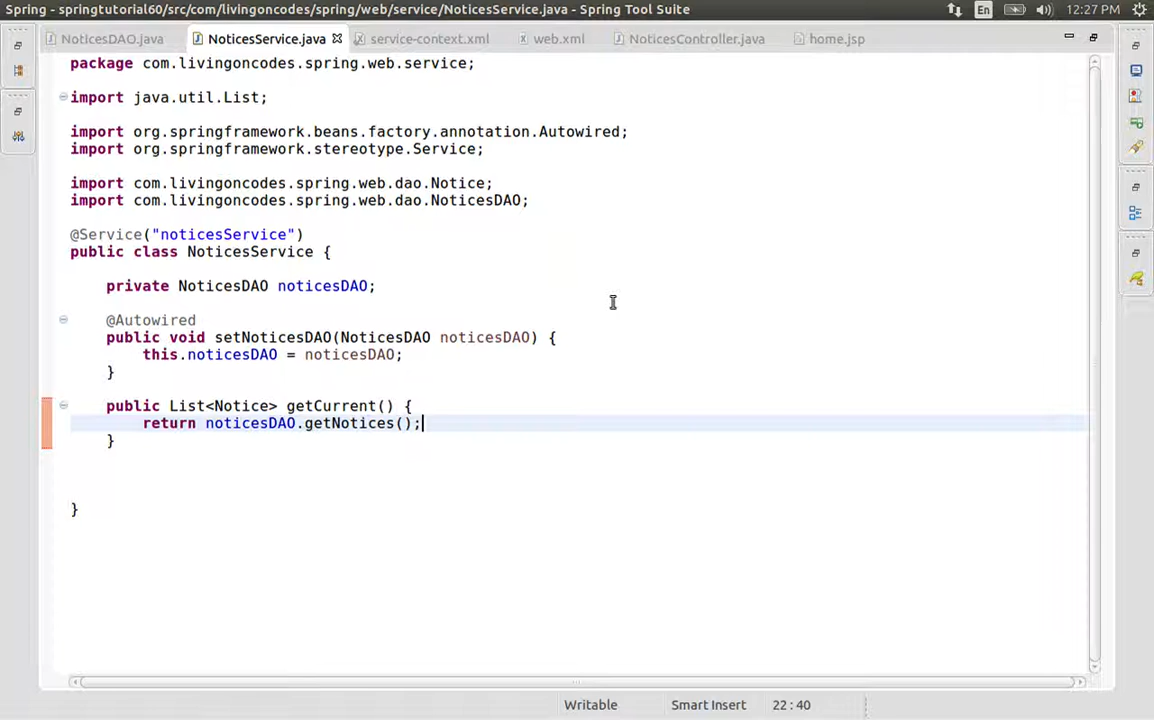 Spring - springtutorial60/src/com/livingoncodes/spring/web/service/NoticesService.java - Spring Tool Suite
En
12:27 PM
NoticesDAO.java
NoticesService.java
service-context.xml
web.xml
NoticesController.java
home.jsp
package com.livingoncodes.spring.web.service;
import java.util.List;
import org.springframework.beans.factory.annotation.Autowired;
import org.springframework.stereotype.Service;
import com.livingoncodes.spring.web.dao.Notice;
import com.livingoncodes.spring.web.dao.NoticesDAO;
@Service("noticesService")
public class NoticesService {
private NoticesDAO noticesDAO;
@Autowired
public void setNoticesDAO(NoticesDAO noticesDAO) {
this.noticesDAO = noticesDAO;
}
public List<Notice> getCurrent() {
return noticesDAO.getNotices();
}
}
Writable
Smart Insert
22 : 40